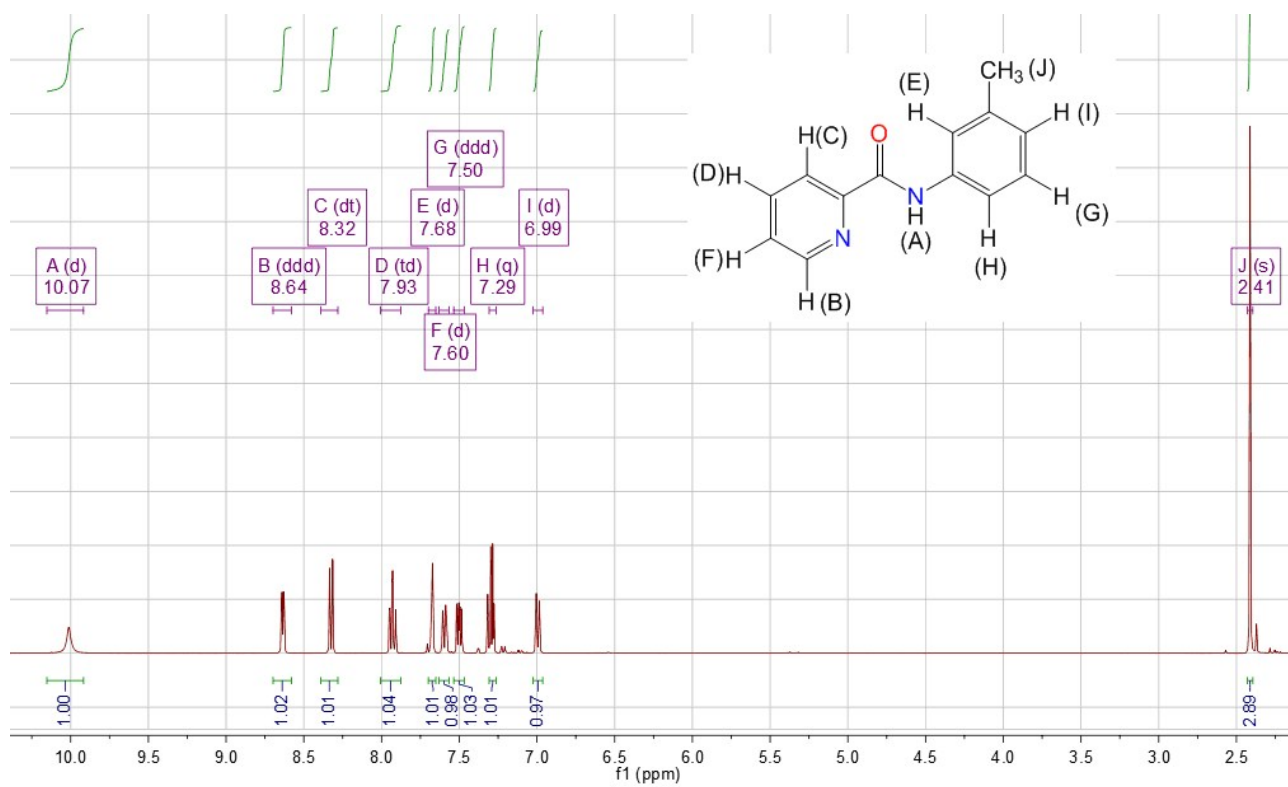 G (ddd)
7.50
C (dt)
8.32
E (d)
7.68
I (d)
6.99
A (d)
10.07
B (ddd)
8.64
D (td)
7.93
H (q)
7.29
J (s)
2.41
F (d)
7.60
CH₃ (J)
(E)
H
H (I)
O
H(C)
(D)H
N
H
(A)
H
(G)
N
H
(H)
(F)H
H (B)
1.00
1.02
1.01
1.04
1.01
0.98
1.03
1.01
0.97
2.89
10.0 9.5 9.0 8.5 8.0 7.5 7.0 6.5 6.0 5.5 5.0 4.5 4.0 3.5 3.0 2.5
f1 (ppm)